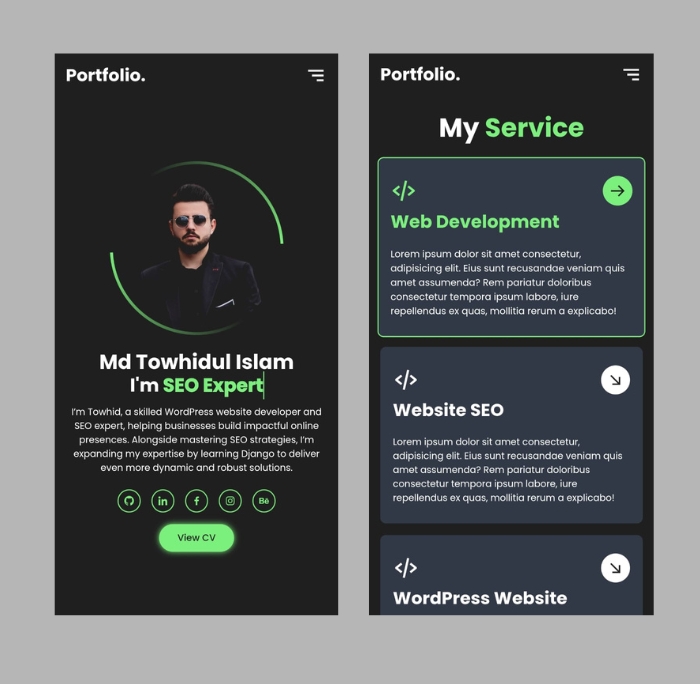 Portfolio.
Md Towhidul Islam
I'm SEO Expert
I'm Towhid, a skilled WordPress website developer and
SEO expert, helping businesses build impactful online
presences. Alongside mastering SEO strategies, I'm
expanding my expertise by learning Django to deliver
even more dynamic and robust solutions.
in
f
Bē
View CV
Portfolio.
My Service
</>
Web Development
Lorem ipsum dolor sit amet consectetur,
adipisicing elit. Eius sunt recusandae veniam quis
amet assumenda? Rem pariatur doloribus
consectetur tempora ipsum labore, iure
repellendus ex quas, mollitia rerum a explicabo!
</>
Website SEO
Lorem ipsum dolor sit amet consectetur,
adipisicing elit. Eius sunt recusandae veniam quis
amet assumenda? Rem pariatur doloribus
consectetur tempora ipsum labore, iure
repellendus ex quas, mollitia rerum a explicabo!
</>
WordPress Website